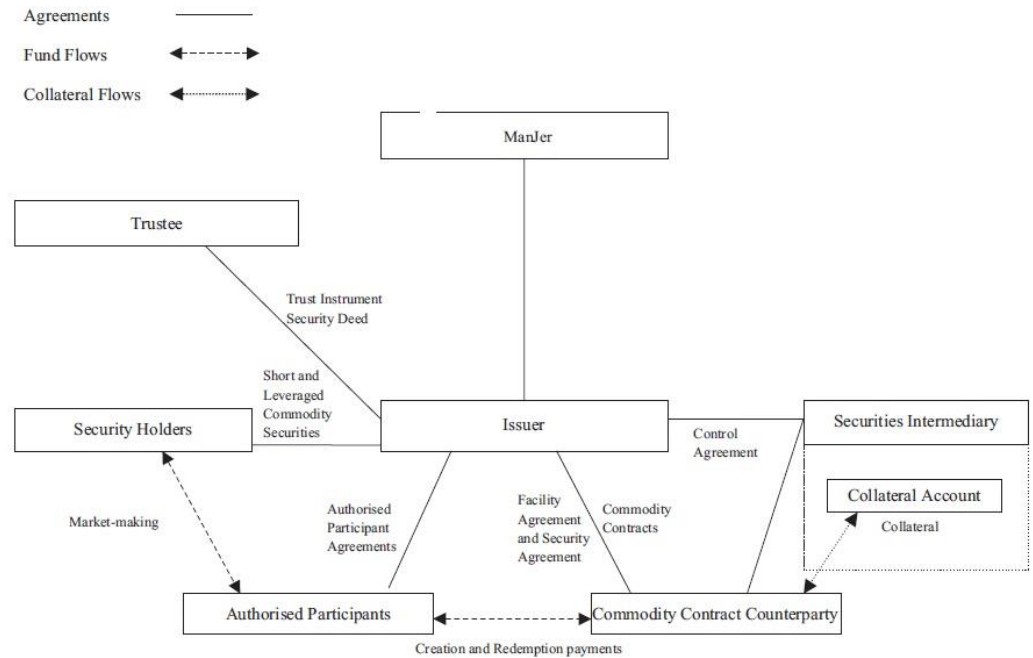 Agreements
Fund Flows
Collateral Flows
ManJer
Trustee
Trust Instrument
Security Deed
Short and
Leveraged
Commodity
Securities
Security Holders
Issuer
Control
Agreement
Securities Intermediary
Collateral Account
Collateral
Market-making
Authorised
Participant
Agreements
Facility
Agreement
and Security
Agreement
Commodity
Contracts
Authorised Participants
Commodity Contract Counterparty
Creation and Redemption payments